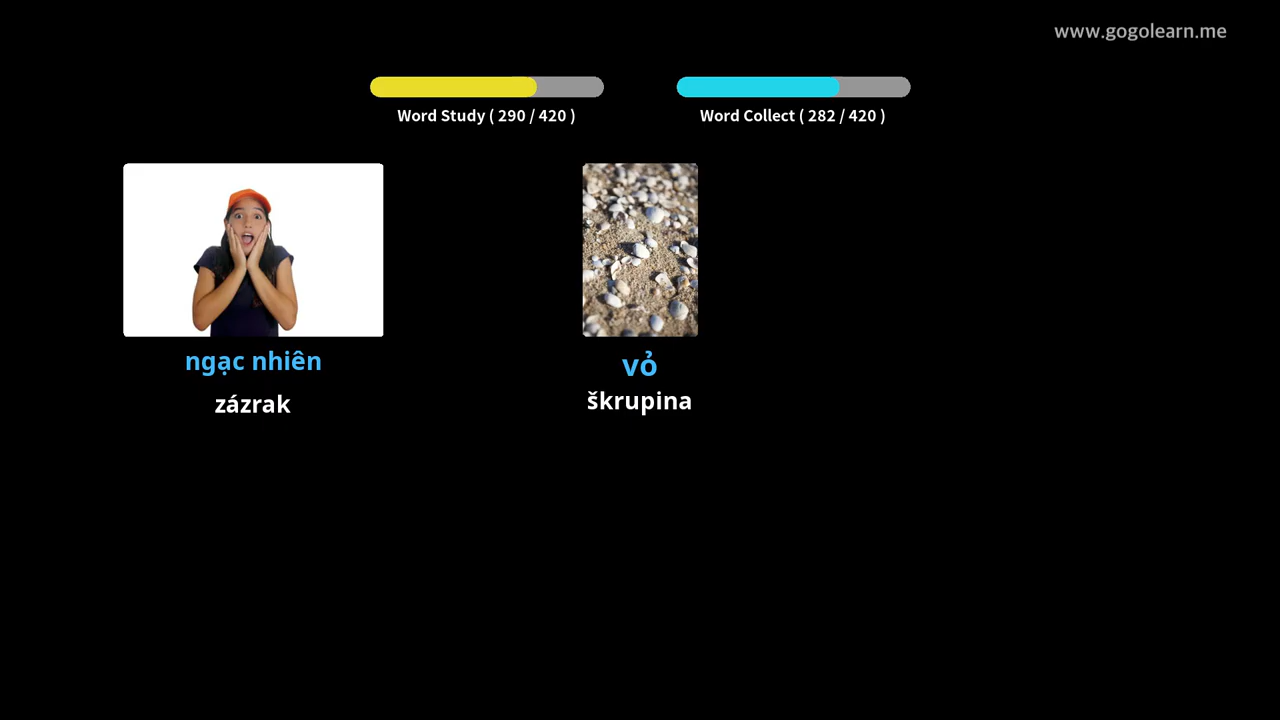 www.gogolearn.me
Word Study ( 290 / 420 )
Word Collect ( 282 / 420 )
ngạc nhiên
zázrak
vỏ
škrupina